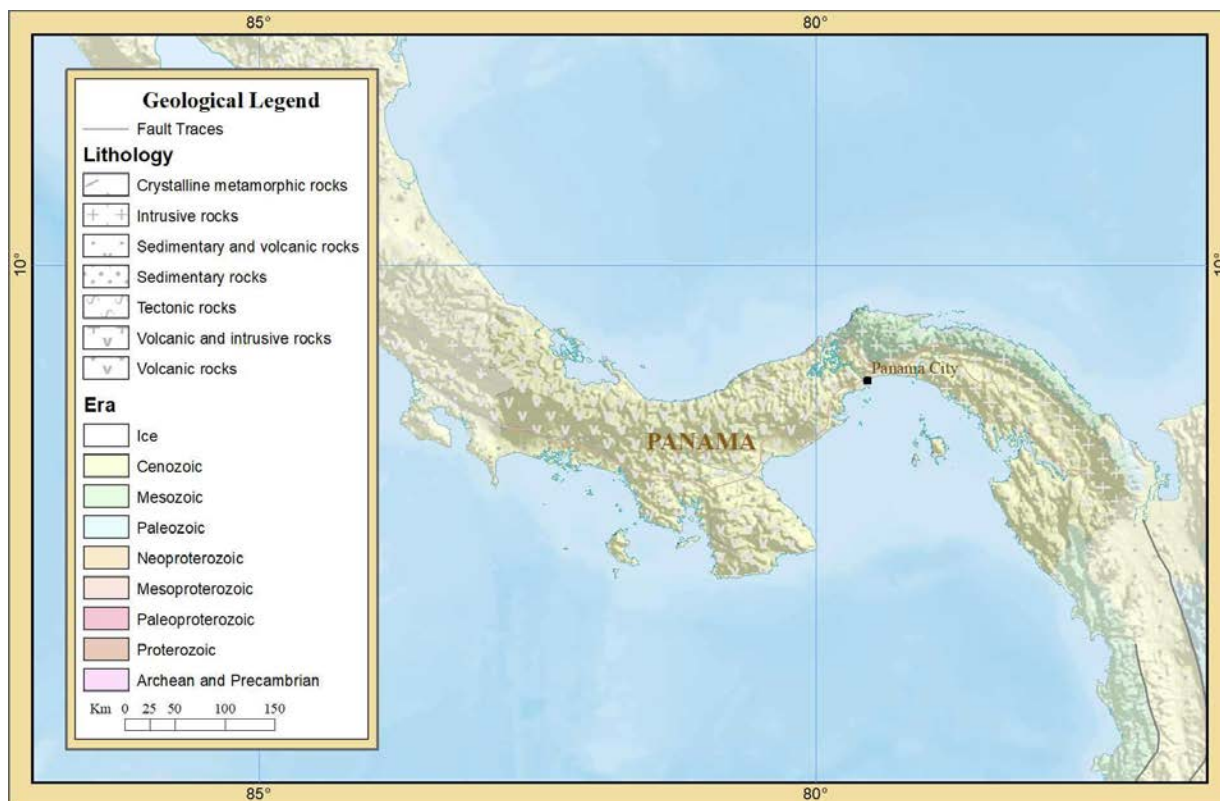 85°
80°
Geological Legend
Fault Traces
Lithology
Crystalline metamorphic rocks
Intrusive rocks
Sedimentary and volcanic rocks
Sedimentary rocks
Tectonic rocks
Volcanic and intrusive rocks
Volcanic rocks
Era
Ice
Cenozoic
Mesozoic
Paleozoic
Neoproterozoic
Mesoproterozoic
Paleoproterozoic
Proterozoic
Archean and Precambrian
Km 0 25 50 100 150
10°
10°
Panama City
PANAMA
85°
80°